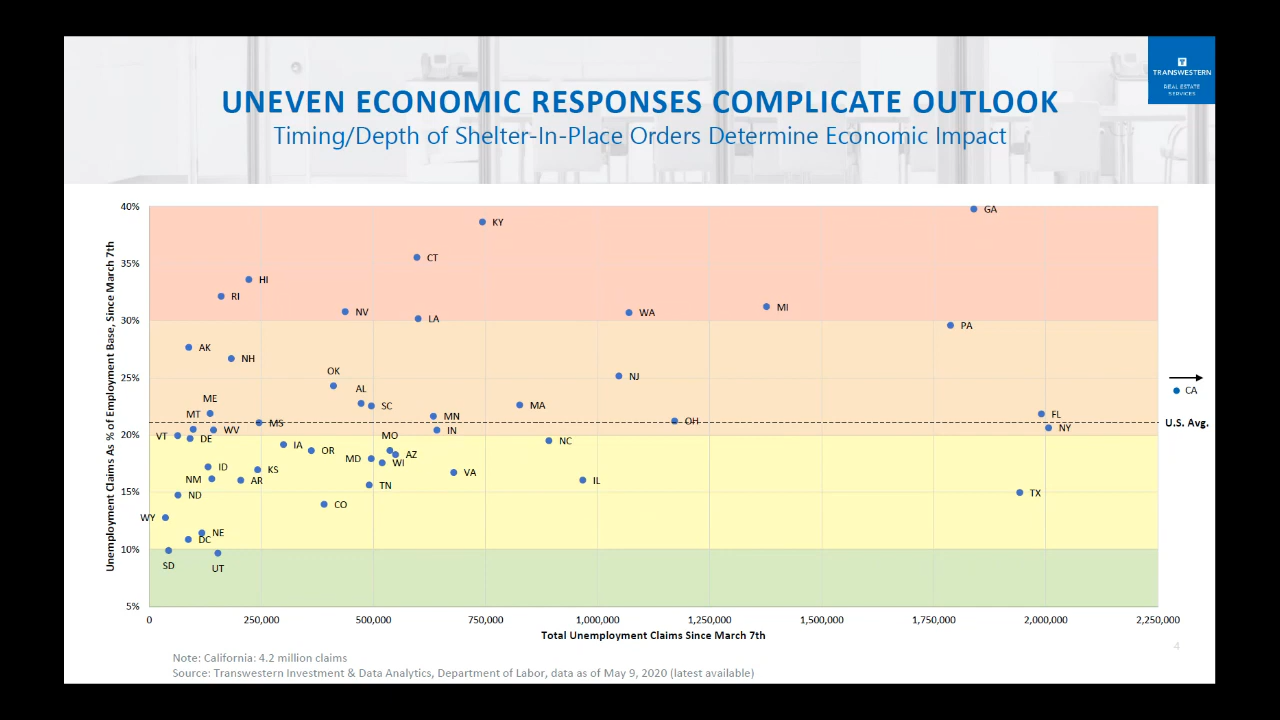 UNEVEN ECONOMIC RESPONSES COMPLICATE OUTLOOK
Timing/Depth of Shelter-In-Place Orders Determine Economic Impact
TRANSWESTERN
REAL ESTATE
SERVICES
Unemployment Claims As % of Employment Base, Since March 7th
40%
35%
30%
25%
20%
15%
10%
5%
GA
KY
CT
HI
RI
MI
NV
WA
LA
PA
AK
NH
OK
NJ
AL
CA
ME
SC
MA
MT
MN
FL
MS
OH
U.S. Avg.
WV
IN
NY
VT
DE
MO
NC
IA
OR
AZ
MD
WI
ID
KS
VA
NM
AR
IL
TN
ND
TX
CO
WY
NE
DC
SD
UT
0
250,000
500,000
750,000
1,000,000
1,250,000
1,500,000
1,750,000
2,000,000
2,250,000
Total Unemployment Claims Since March 7th
4
Note: California: 4.2 million claims
Source: Transwestern Investment & Data Analytics, Department of Labor, data as of May 9, 2020 (latest available)